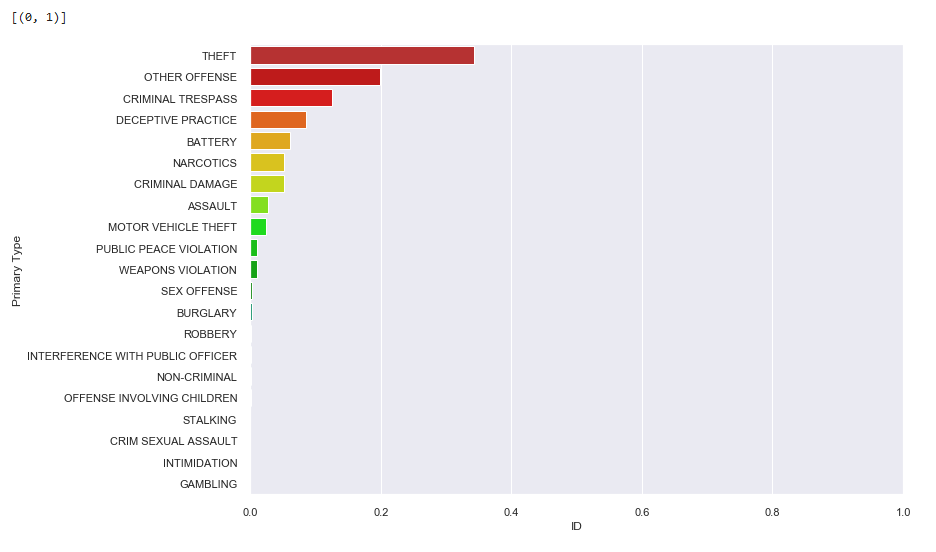 [(0, 1)]
THEFT
OTHER OFFENSE
CRIMINAL TRESPASS
DECEPTIVE PRACTICE
BATTERY
NARCOTICS
CRIMINAL DAMAGE
ASSAULT
MOTOR VEHICLE THEFT
PUBLIC PEACE VIOLATION
WEAPONS VIOLATION
SEX OFFENSE
BURGLARY
ROBBERY
INTERFERENCE WITH PUBLIC OFFICER
NON-CRIMINAL
OFFENSE INVOLVING CHILDREN
STALKING
CRIM SEXUAL ASSAULT
INTIMIDATION
GAMBLING
Primary Type
0.0 0.2 0.4 0.6 0.8 1.0
ID